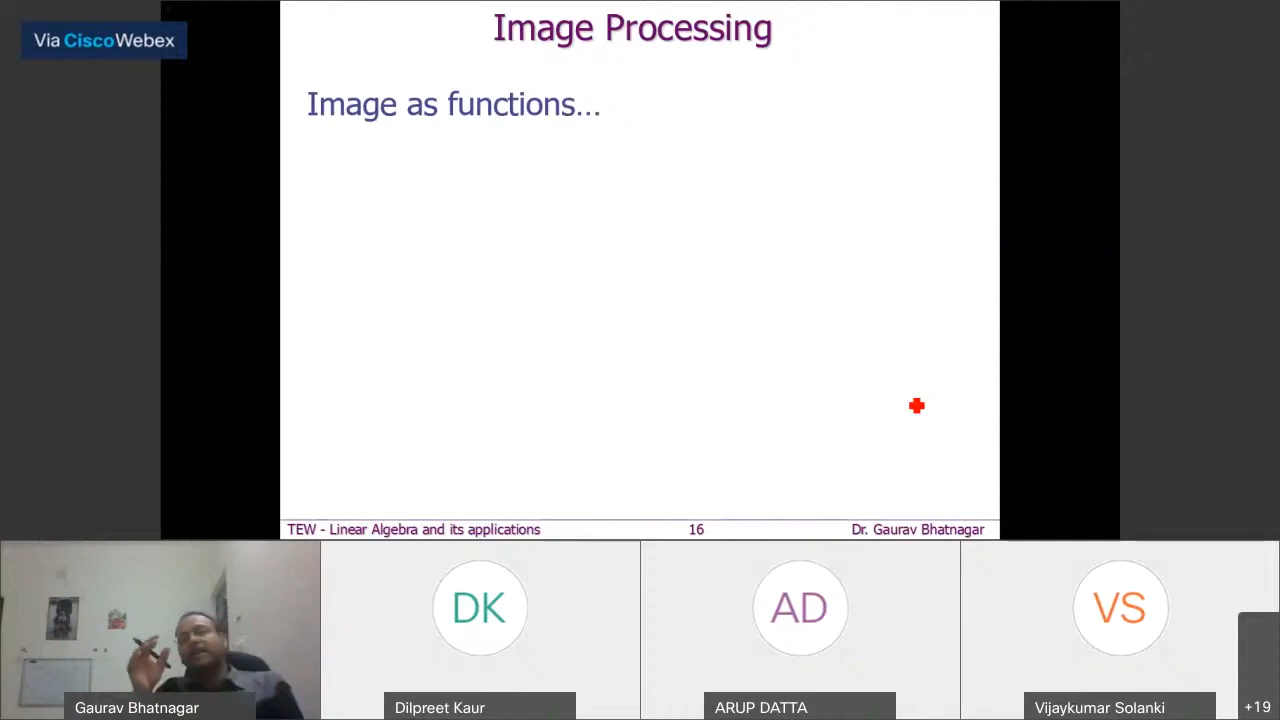 Image Processing
Via CiscoWebex
Image as functions...
TEW - Linear Algebra and its applications 16 Dr. Gaurav Bhatnagar
DK AD VS
Gaurav Bhatnagar Dilpreet Kaur ARUP DATTA Vijaykumar Solanki +19